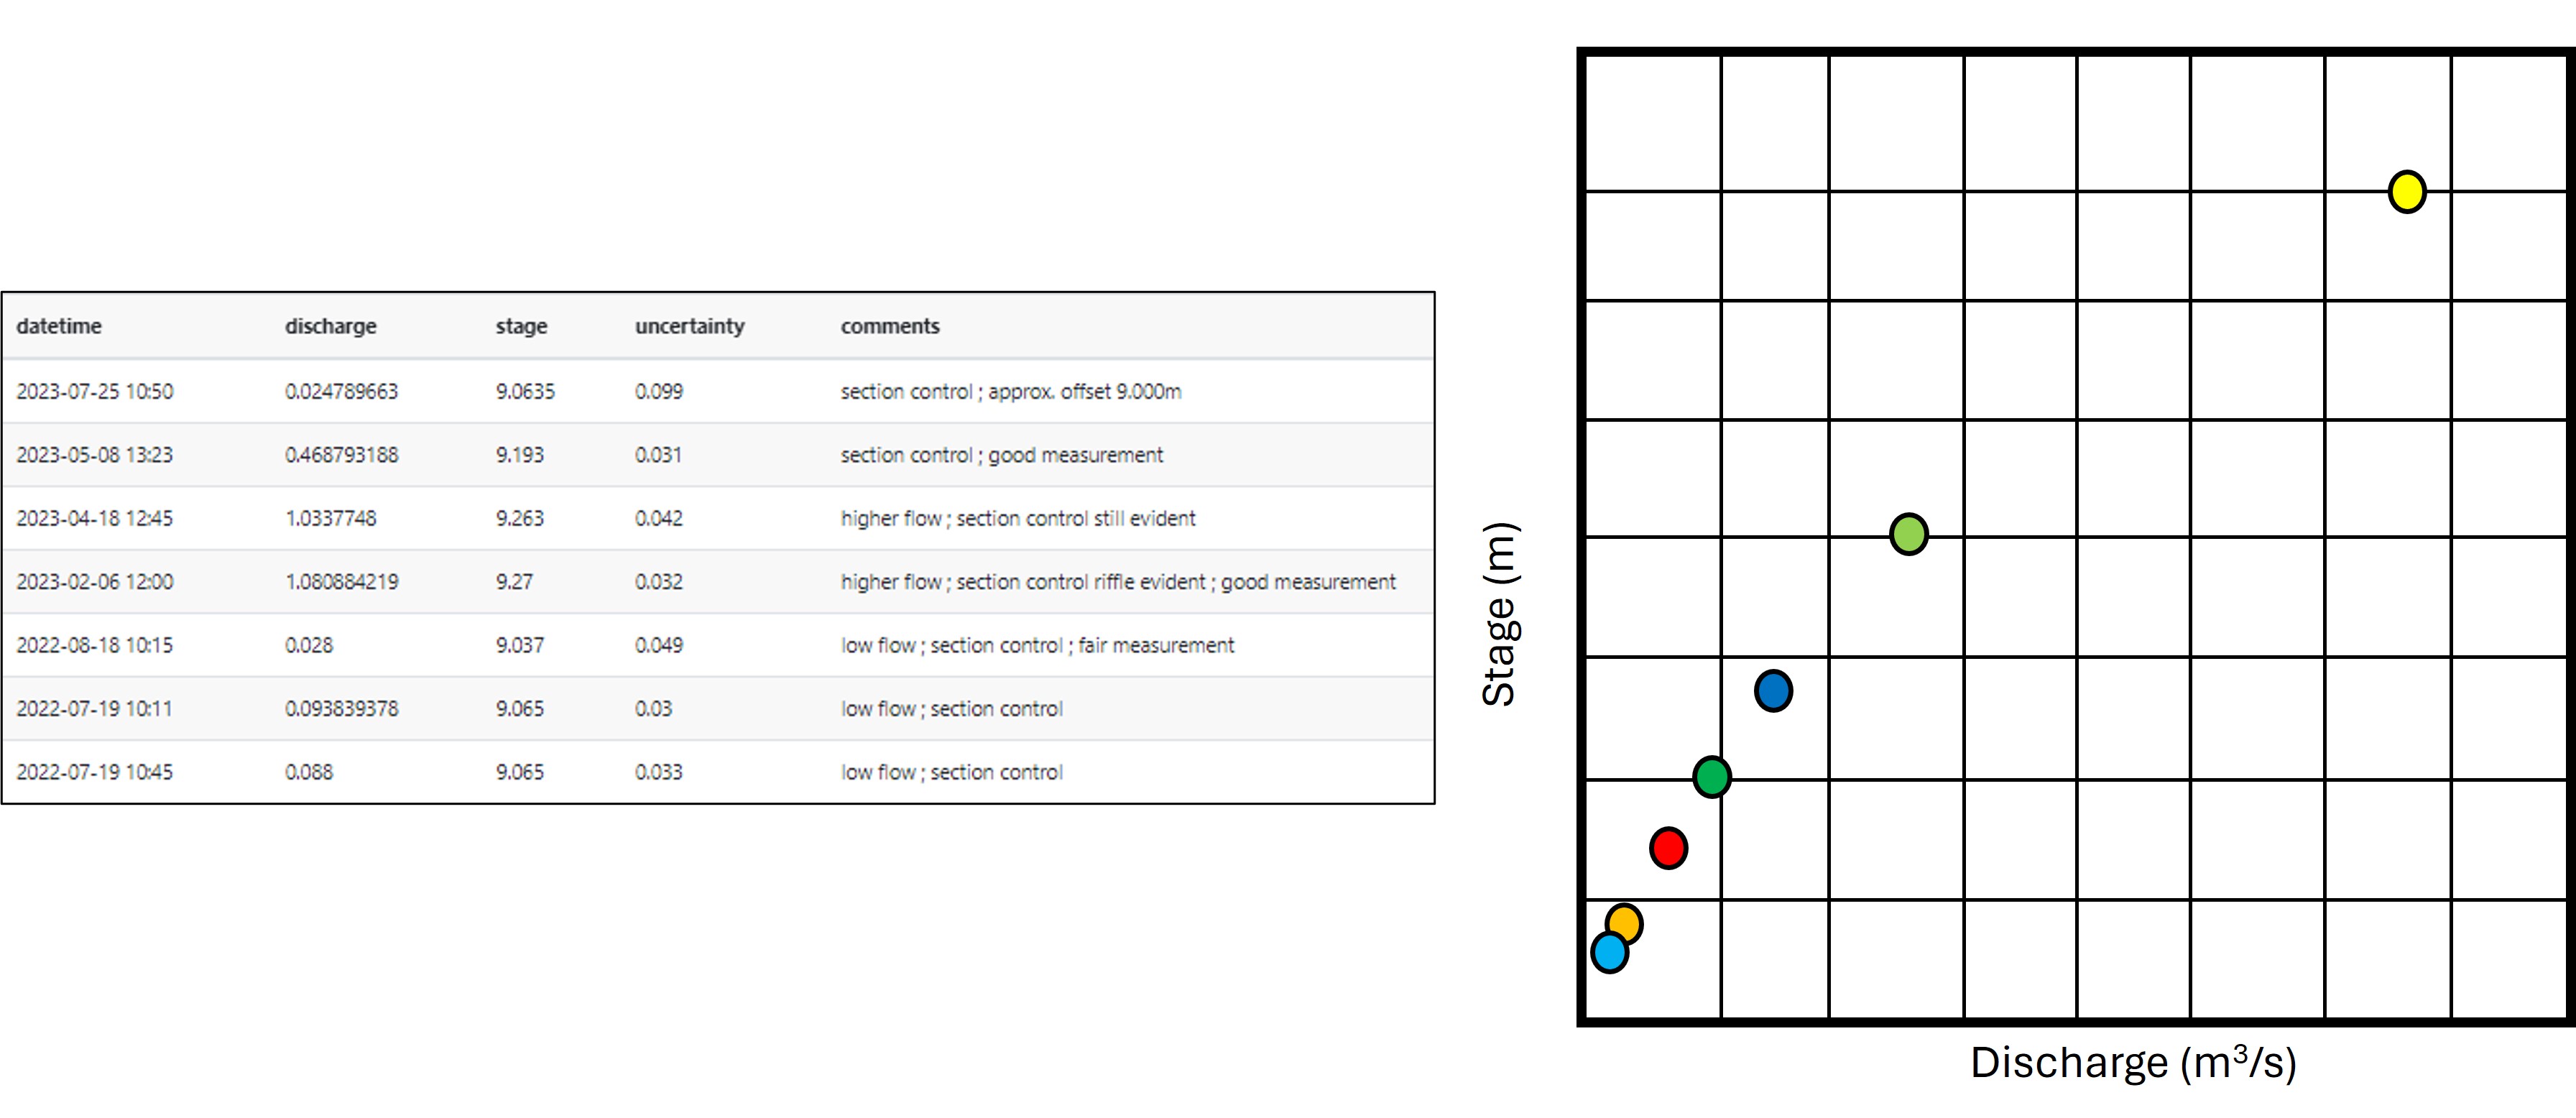 datetime discharge stage uncertainty comments
2023-07-25 10:50 0.024789663 9.0635 0.099 section control ; approx. offset 9.000m
2023-05-08 13:23 0.468793188 9.193 0.031 section control ; good measurement
2023-04-18 12:45 1.0337748 9.263 0.042 higher flow ; section control still evident
2023-02-06 12:00 1.080884219 9.27 0.032 higher flow ; section control riffle evident ; good measurement
2022-08-18 10:15 0.028 9.037 0.049 low flow ; section control ; fair measurement
2022-07-19 10:11 0.093839378 9.065 0.03 low flow ; section control
2022-07-19 10:45 0.088 9.065 0.033 low flow ; section control
Stage (m)
Discharge (m³/s)